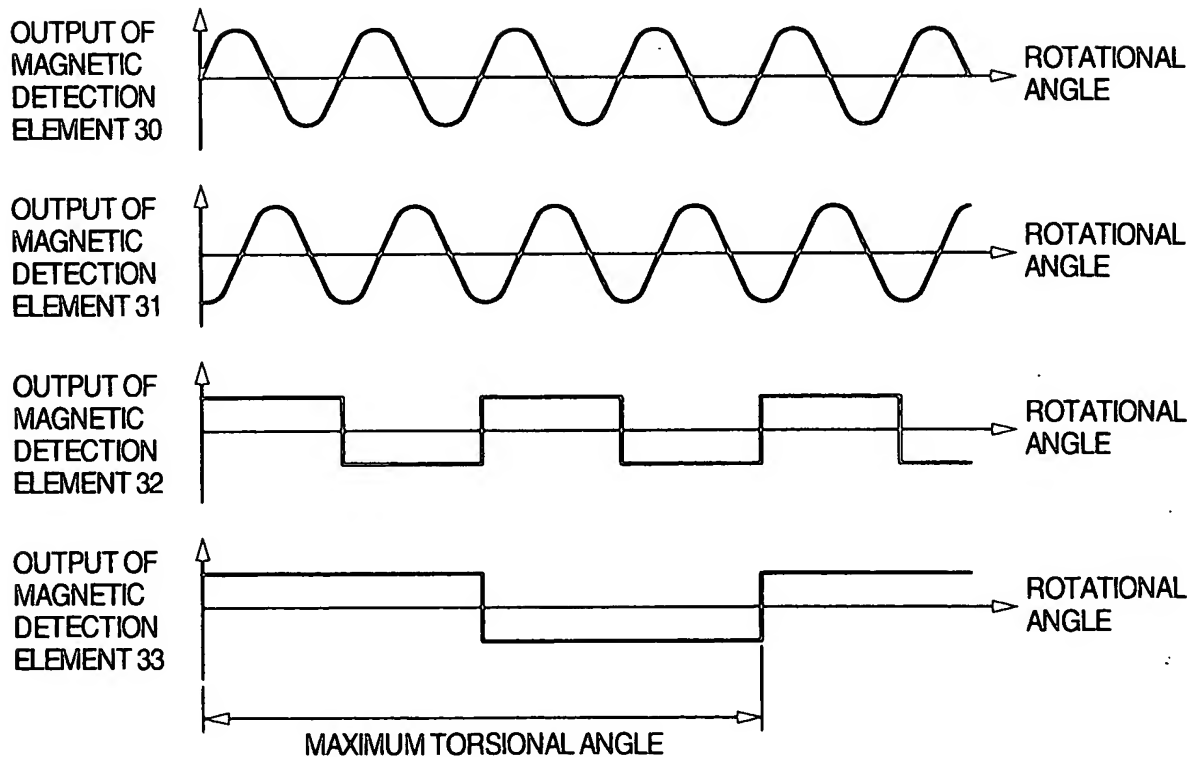 OUTPUT OF
MAGNETIC
DETECTION
ELEMENT 30
ROTATIONAL
ANGLE
OUTPUT OF
MAGNETIC
DETECTION
ELEMENT 31
ROTATIONAL
ANGLE
OUTPUT OF
MAGNETIC
DETECTION
ELEMENT 32
ROTATIONAL
ANGLE
OUTPUT OF
MAGNETIC
DETECTION
ELEMENT 33
ROTATIONAL
ANGLE
MAXIMUM TORSIONAL ANGLE